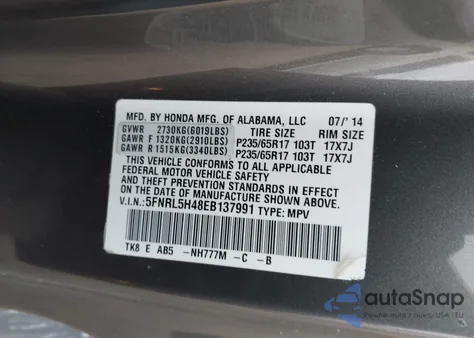 MFD. BY HONDA MFG. OF ALABAMA, LLC 07/'14
GVWR 2730KG(6019LBS) TIRE SIZE RIM SIZE
GAWR F 1320KG(2910LBS) P235/65R17 103T 17X7J
GAWR R 1515KG(3340LBS) P235/65R17 103T 17X7J
THIS VEHICLE CONFORMS TO ALL APPLICABLE
FEDERAL MOTOR VEHICLE SAFETY AND
THEFT PREVENTION STANDARDS IN EFFECT ON
THE DATE OF MANUFACTURE SHOWN ABOVE.
V.I.N.: 5FNRL5H48EB137991 TYPE: MPV
TK8 E AB5 -NH777M -C -B
autoSnap